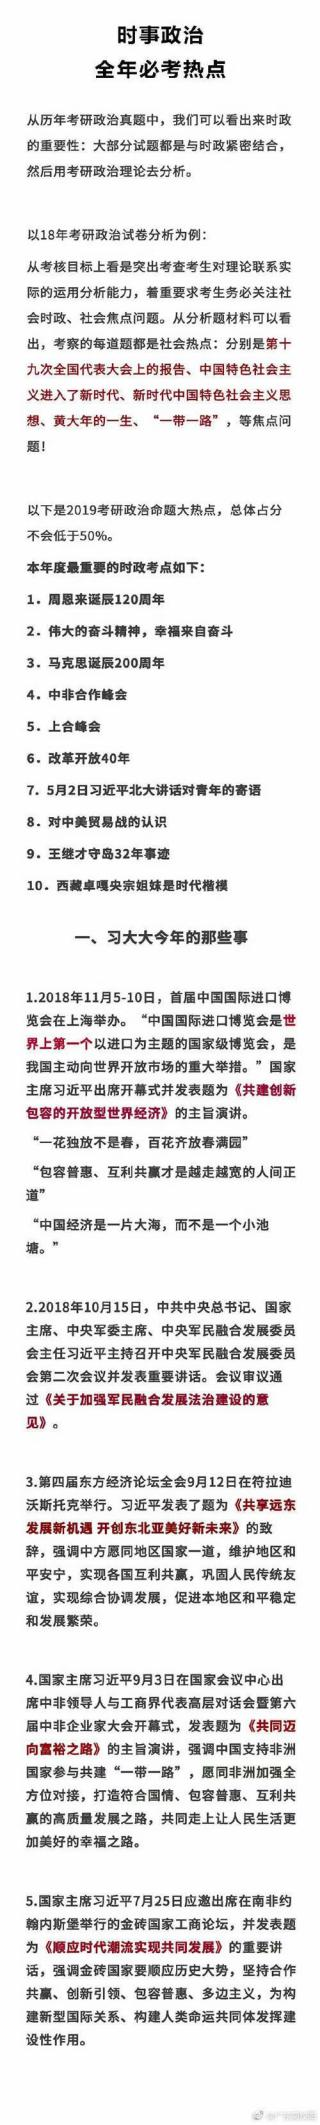 时事政治
全年必考热点
从历年考研政治真题中，我们可以看出来时政
的重要性：大部分试题都是与时政紧密结合，
然后用考研政治理论去分析。
以18年考研政治试卷分析为例：
从考核目标上看是突出考查考生对理论联系实
际的运用分析能力，着重要求考生务必关注社
会时政、社会焦点问题。从分析题材料可以看
出，考察的每道题都是社会热点：分别是第十
九次全国代表大会上的报告、中国特色社会主
义进入了新时代、新时代中国特色社会主义思
想、黄大年的一生、“一带一路”，等焦点问
题！
以下是2019考研政治命题大热点，总体占分
不会低于50%。
本年度最重要的时政考点如下：
1．周恩来诞辰120周年
2．伟大的奋斗精神，幸福来自奋斗
3．马克思诞辰200周年
4．中非合作峰会
5．上合峰会
6．改革开放40年
7．5月2日习近平北大讲话对青年的寄语
8．对中美贸易战的认识
9．王继才守岛32年事迹
10．西藏卓嘎央宗姐妹是时代楷模
一、习大大今年的那些事
1.2018年11月5-10日，首届中国国际进口博
览会在上海举办。“中国国际进口博览会是世
界上第一个以进口为主题的国家级博览会，是
我国主动向世界开放市场的重大举措。”国家
主席习近平出席开幕式并发表题为《共建创新
包容的开放型世界经济》的主旨演讲。
“一花独放不是春，百花齐放春满园”
“包容普惠、互利共赢才是越走越宽的人间正
道”
“中国经济是一片大海，而不是一个小池
塘。”
2.2018年10月15日，中共中央总书记、国家
主席、中央军委主席、中央军民融合发展委员
会主任习近平主持召开中央军民融合发展委员
会第二次会议并发表重要讲话。会议审议通
过《关于加强军民融合发展法治建设的意
见》。
3.第四届东方经济论坛全会9月12日在符拉迪
沃斯托克举行。习近平发表了题为《共享远东
发展新机遇 开创东北亚美好新未来》的致
辞，强调中方愿同地区国家一道，维护地区和
平安宁，实现各国互利共赢，巩固人民传统友
谊，实现综合协调发展，促进本地区和平稳定
和发展繁荣。
4.国家主席习近平9月3日在国家会议中心出
席中非领导人与工商界代表高层对话会暨第六
届中非企业家大会开幕式，发表题为《共同迈
向富裕之路》的主旨演讲，强调中国支持非洲
国家参与共建“一带一路”，愿同非洲加强全
方位对接，打造符合国情、包容普惠、互利共
赢的高质量发展之路，共同走上让人民生活更
加美好的幸福之路。
5.国家主席习近平7月25日应邀出席在南非约
翰内斯堡举行的金砖国家工商论坛，并发表题
为《顺应时代潮流实现共同发展》的重要讲
话，强调金砖国家要顺应历史大势，坚持合作
共赢、创新引领、包容普惠、多边主义，为构
建新型国际关系、构建人类命运共同体发挥建
设性作用。